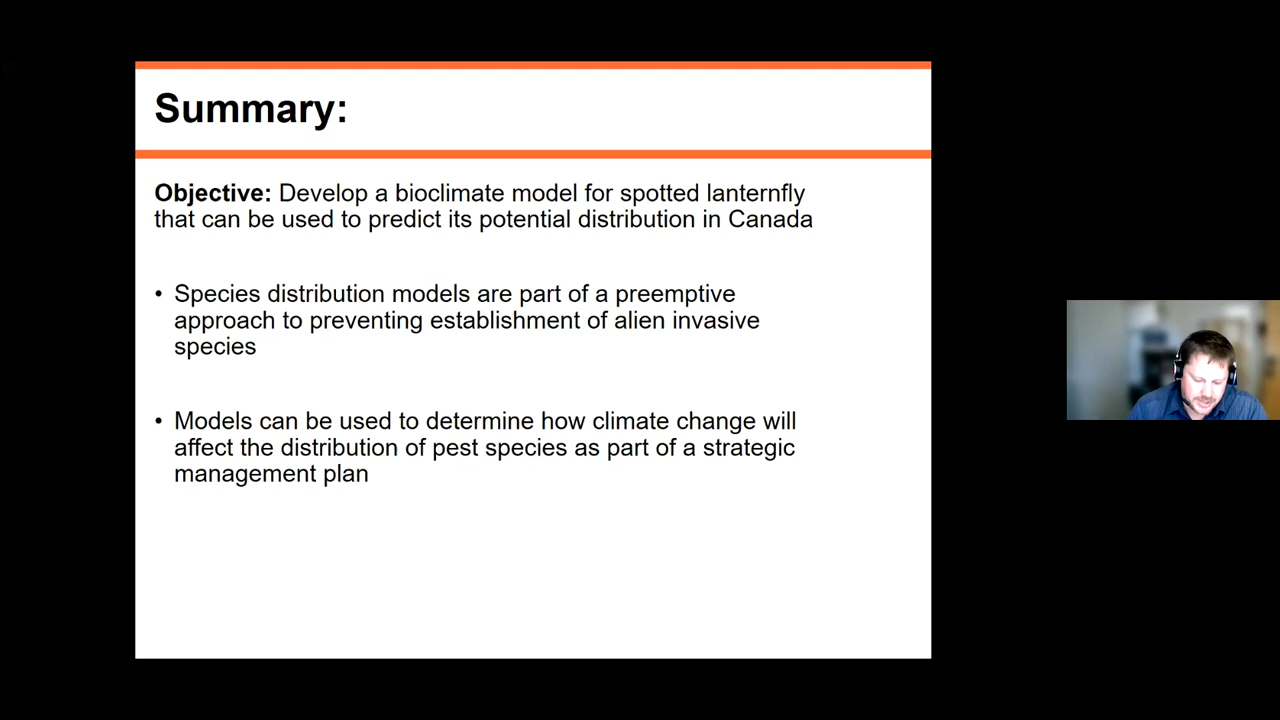 Summary:
Objective: Develop a bioclimate model for spotted lanternfly
that can be used to predict its potential distribution in Canada
• Species distribution models are part of a preemptive
approach to preventing establishment of alien invasive
species
• Models can be used to determine how climate change will
affect the distribution of pest species as part of a strategic
management plan